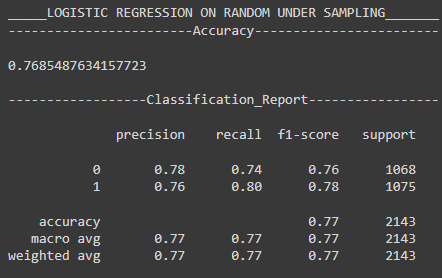 _____LOGISTIC REGRESSION ON RANDOM UNDER SAMPLING_______
------------------------Accuracy------------------------
0.7685487634157723
------------------Classification_Report-----------------
precision recall f1-score support
0 0.78 0.74 0.76 1068
1 0.76 0.80 0.78 1075
accuracy 0.77 2143
macro avg 0.77 0.77 0.77 2143
weighted avg 0.77 0.77 0.77 2143